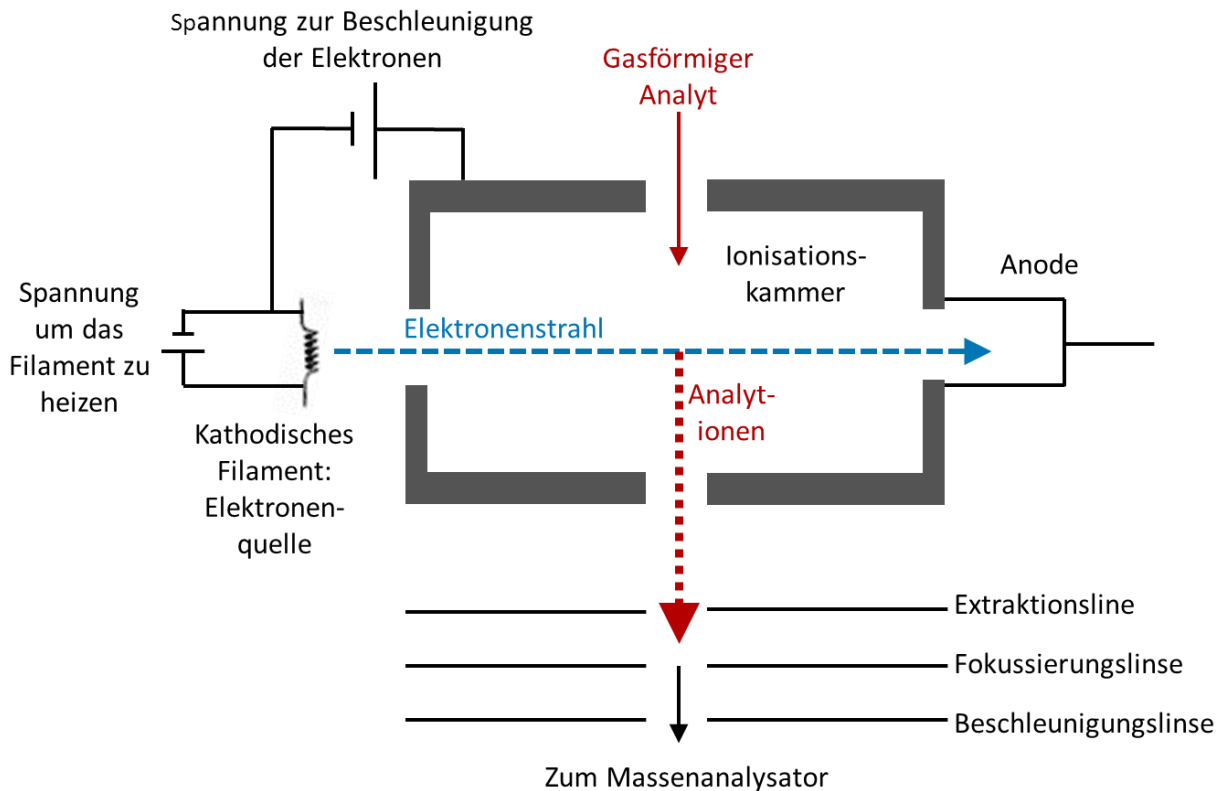 Spannung zur Beschleunigung
der Elektronen
Gasförmiger
Analyt
Ionisations-
kammer
Anode
Spannung
um das
Filament zu
heizen
Elektronenstrahl
Analyt-
ionen
Kathodisches
Filament:
Elektronen-
quelle
Extraktionsline
Fokussierungslinse
Beschleunigungslinse
Zum Massenanalysator